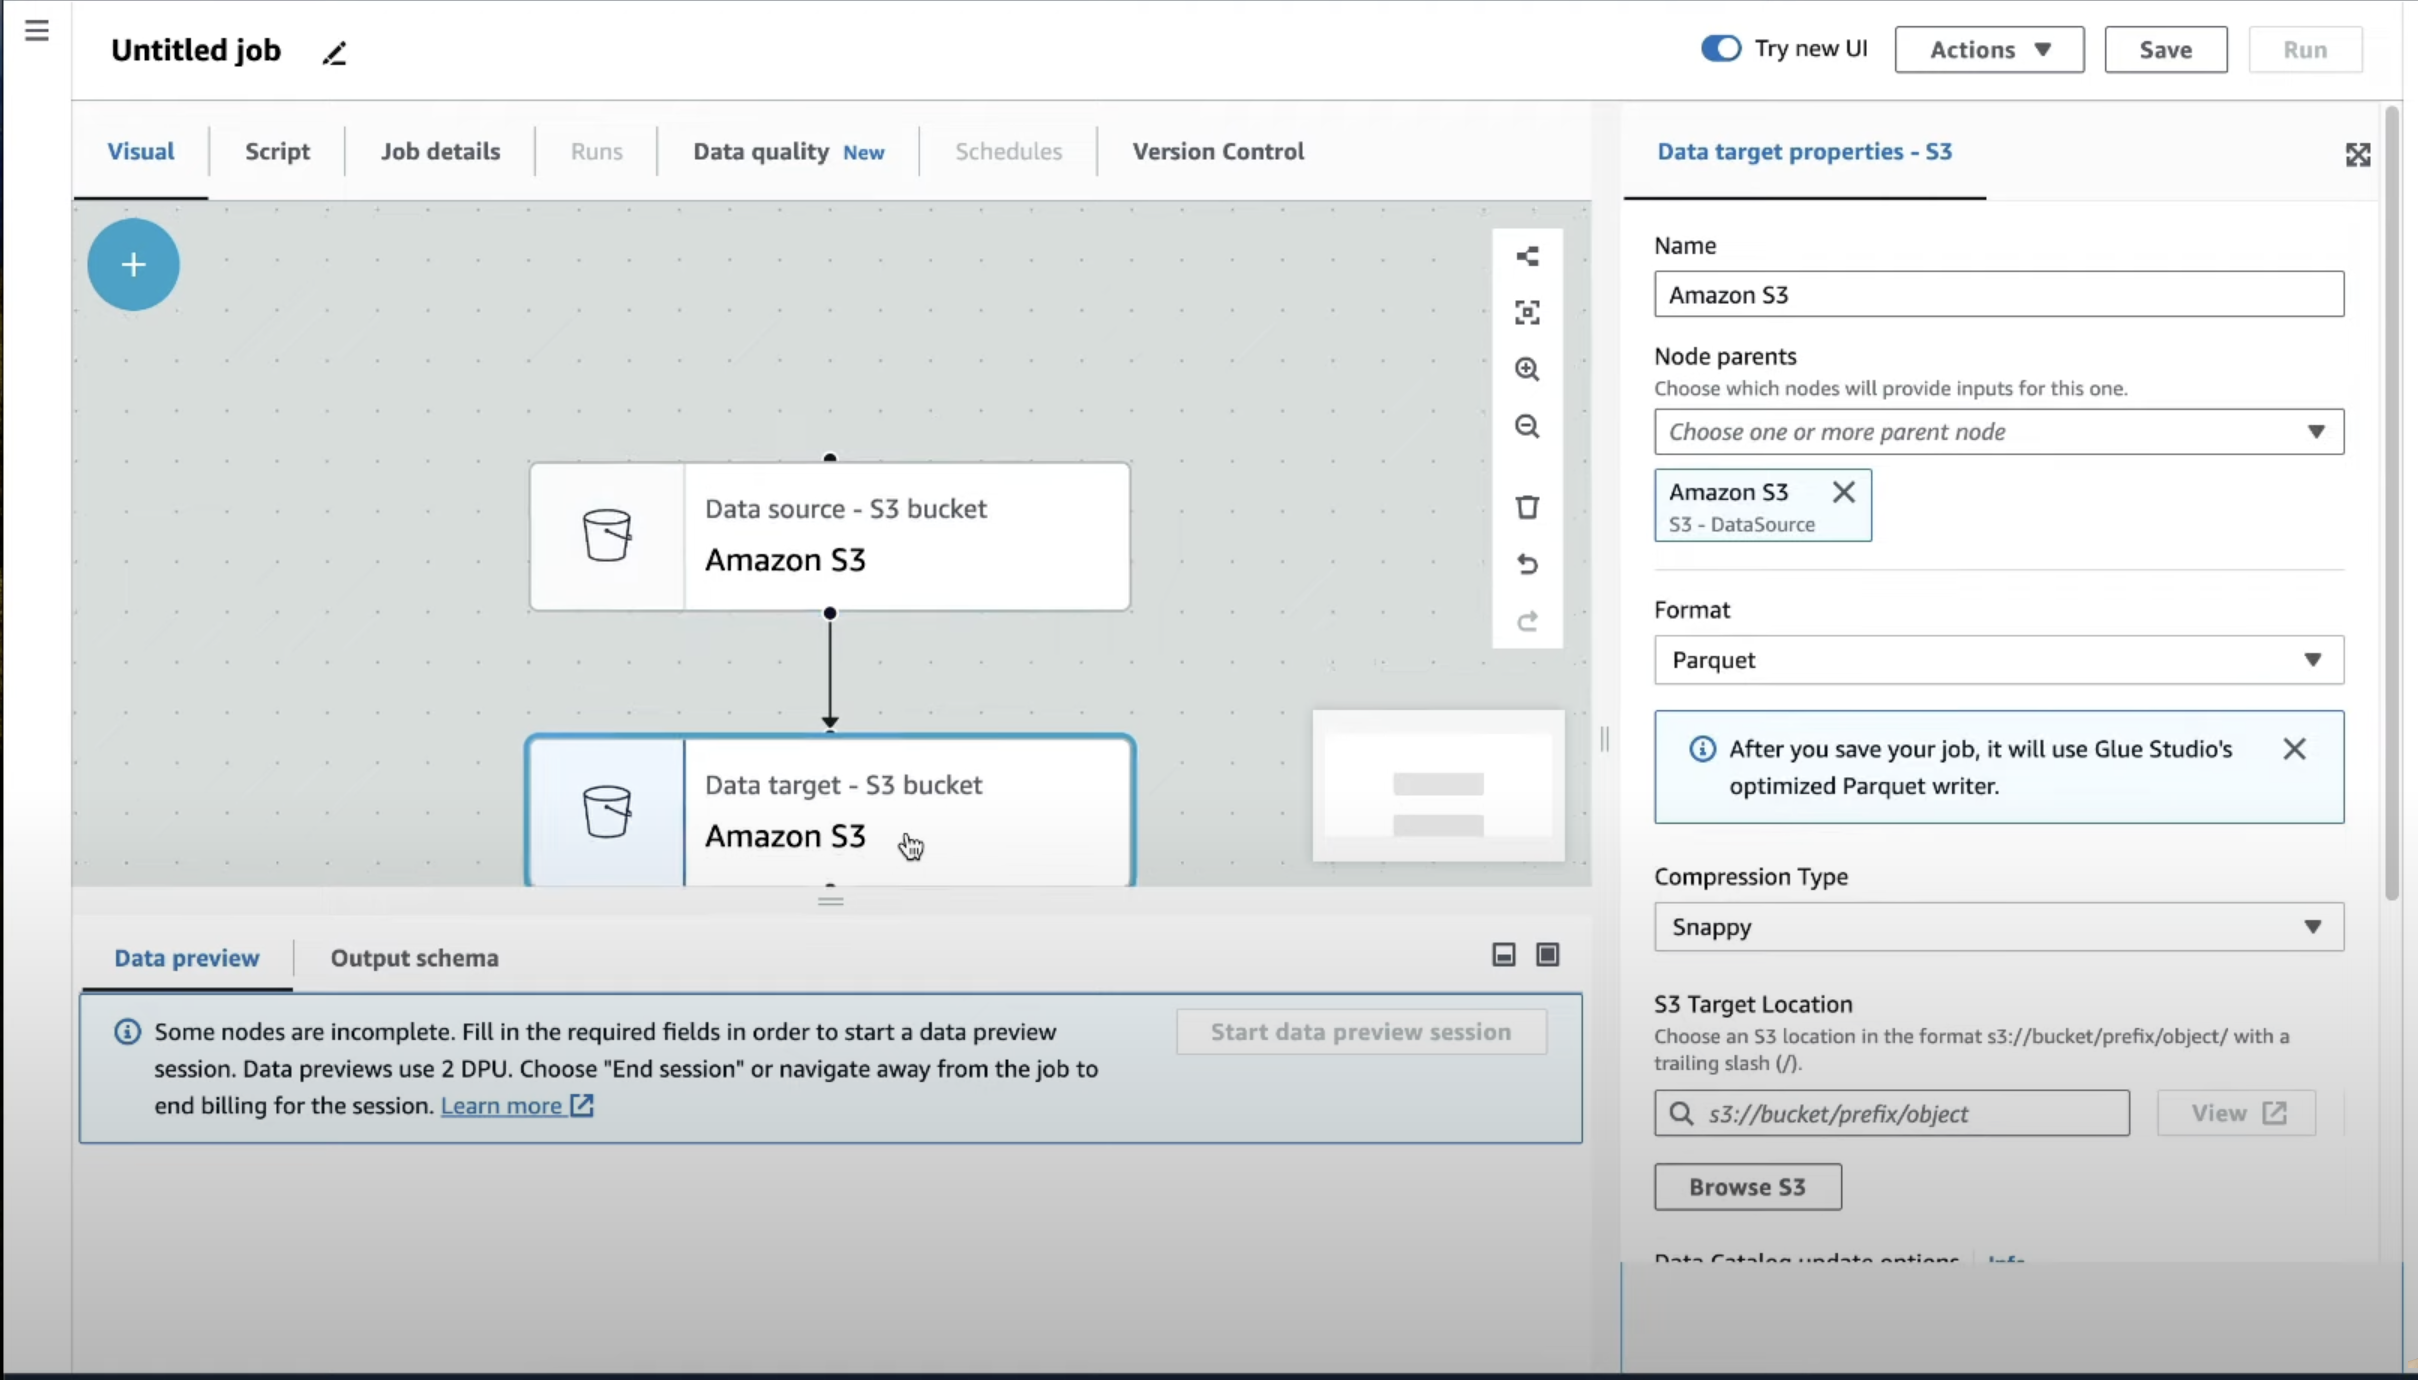 Untitled job
Try new UI
Actions
Save
Run
Visual
Script
Job details
Runs
Data quality New
Schedules
Version Control
Data source - S3 bucket
Amazon S3
Data target - S3 bucket
Amazon S3
Data preview
Output schema
Some nodes are incomplete. Fill in the required fields in order to start a data preview
session. Data previews use 2 DPU. Choose "End session" or navigate away from the job to
end billing for the session. Learn more
Start data preview session
Data target properties - S3
Name
Amazon S3
Node parents
Choose which nodes will provide inputs for this one.
Choose one or more parent node
Amazon S3
S3 - DataSource
Format
Parquet
After you save your job, it will use Glue Studio's
optimized Parquet writer.
Compression Type
Snappy
S3 Target Location
Choose an S3 location in the format s3://bucket/prefix/object/ with a
trailing slash (/).
s3://bucket/prefix/object
View
Browse S3
Data Catalog update options Info